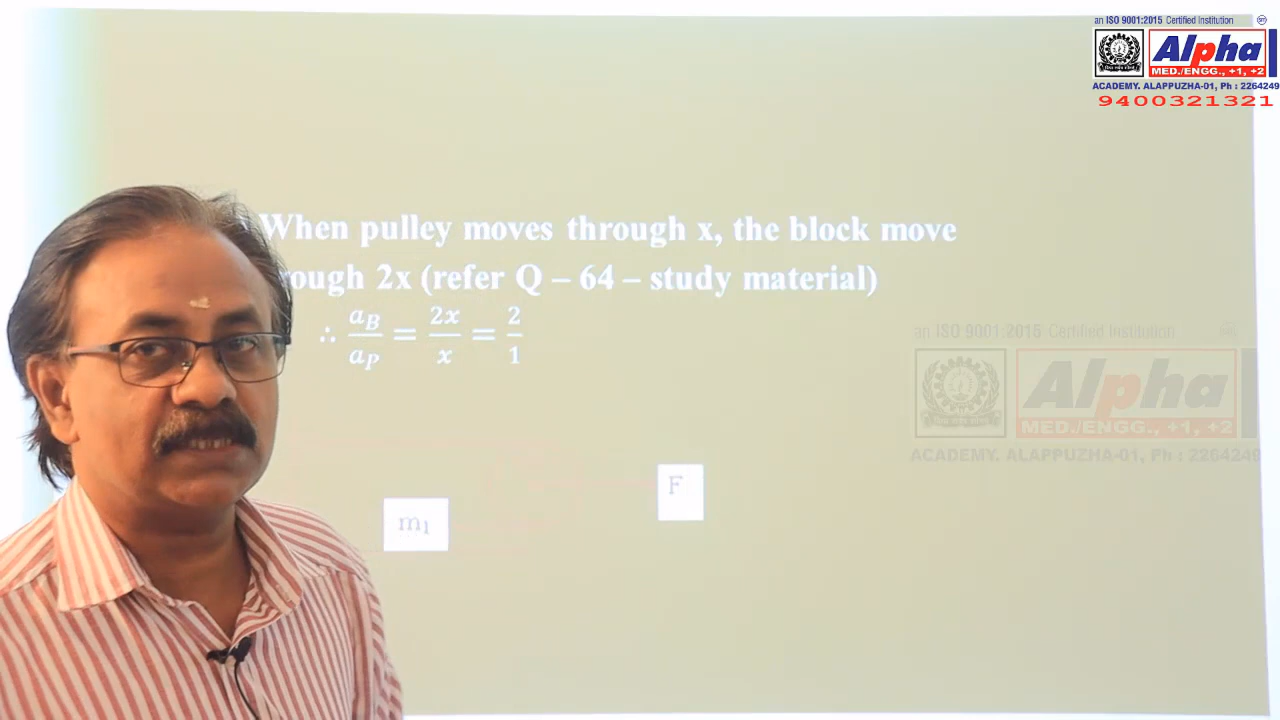 an ISO 9001:2015 Certified Institution
Alpha
MED./ENGG., +1, +2
ACADEMY. ALAPPUZHA-01, Ph : 2264249
9400321321
When pulley moves through x, the block move
rough 2x (refer Q – 64 – study material)
∴ a_B / a_P = 2x / x = 2 / 1
an ISO 9001:2015 Certified Institution
Alpha
MED./ENGG., +1, +2
ACADEMY. ALAPPUZHA-01, Ph : 2264249
F
m₁